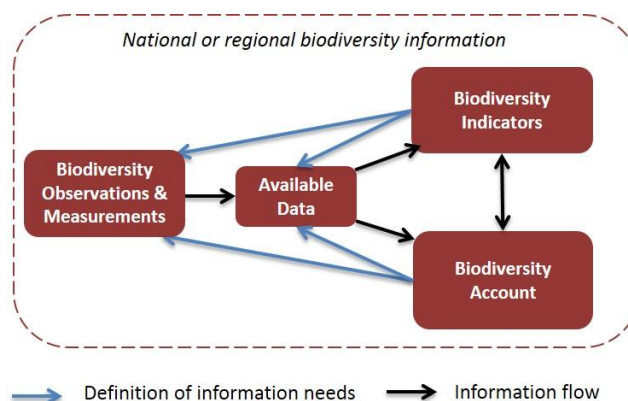 National or regional biodiversity information
Biodiversity
Indicators
Biodiversity
Observations &
Measurements
Available
Data
Biodiversity
Account
Definition of information needs
Information flow